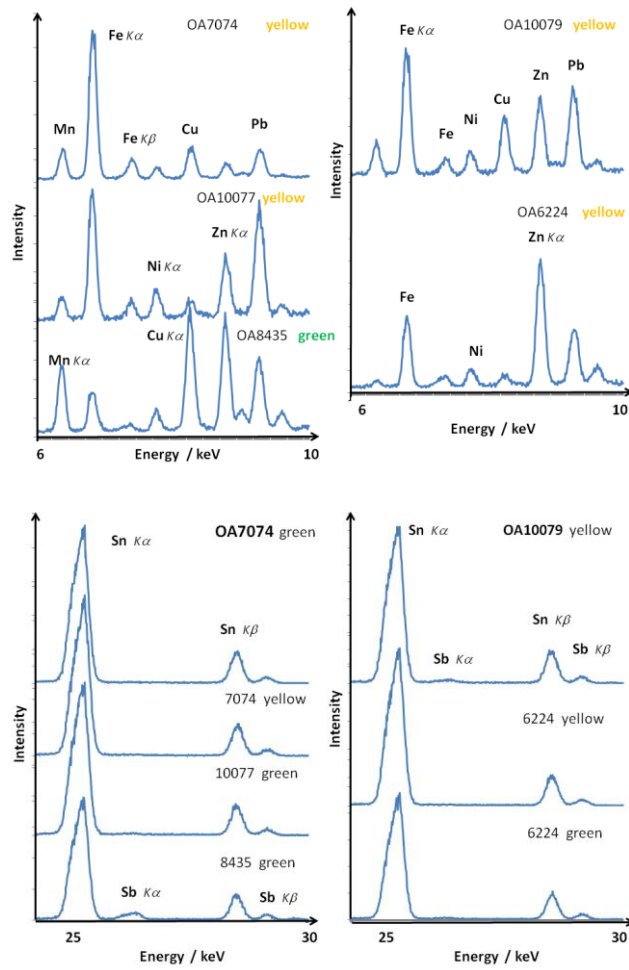 OA7074 yellow
Fe Kα
Mn
Fe Kβ
Cu
Pb
OA10077 yellow
Zn Kα
Ni Kα
Cu Kα
OA8435 green
Mn Kα
Intensity
6
10
Energy / keV
OA10079 yellow
Fe Kα
Pb
Zn
Cu
Ni
Fe
OA6224 yellow
Zn Kα
Fe
Ni
Intensity
6
10
Energy / keV
Sn Kα
OA7074 green
Sn Kβ
7074 yellow
10077 green
8435 green
Sb Kα
Sb Kβ
Intensity
25
30
Energy / keV
Sn Kα
OA10079 yellow
Sn Kβ
Sb Kα
Sb Kβ
6224 yellow
6224 green
Intensity
25
30
Energy / keV